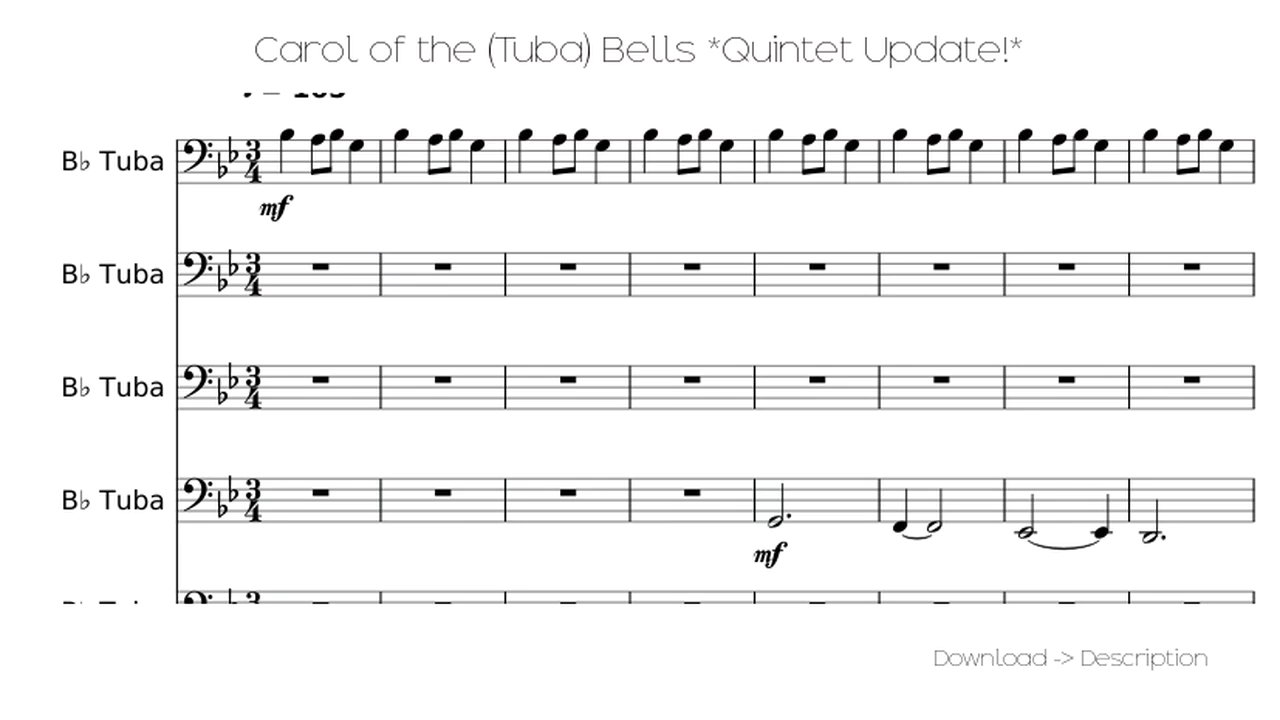 Carol of the (Tuba) Bells *Quintet Update!*
B♭ Tuba
mf
B♭ Tuba
B♭ Tuba
B♭ Tuba
mf
Download -> Description